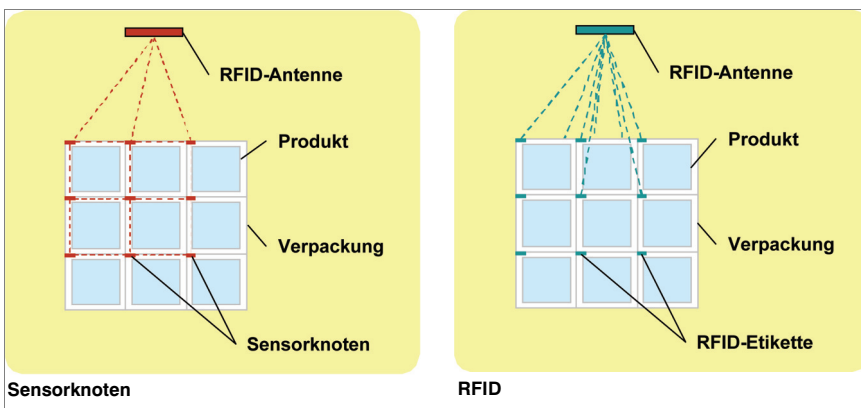 RFID-Antenne
Produkt
Verpackung
Sensorknoten
Sensorknoten
RFID-Antenne
Produkt
Verpackung
RFID-Etikette
RFID